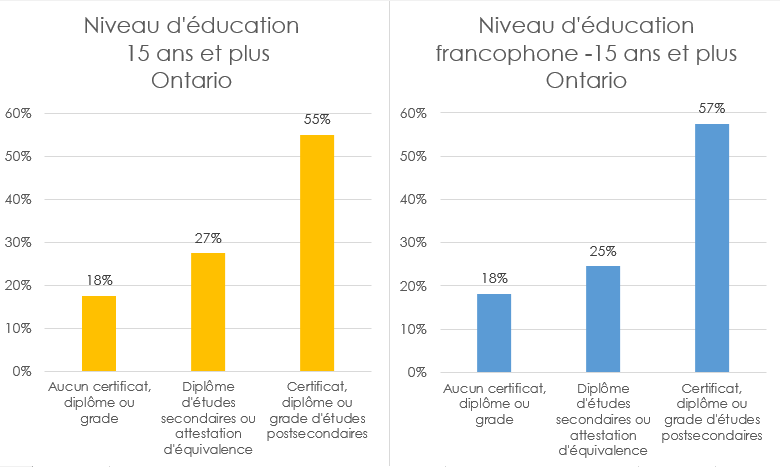 Niveau d'éducation
15 ans et plus
Ontario
60%
50%
40%
30%
20%
10%
0%
18%
27%
55%
Aucun certificat,
diplôme ou
grade
Diplôme
d'études
secondaires ou
attestation
d'équivalence
Certificat,
diplôme ou
grade d'études
postsecondaires
Niveau d'éducation
francophone -15 ans et plus
Ontario
60%
50%
40%
30%
20%
10%
0%
18%
25%
57%
Aucun certificat,
diplôme ou
grade
Diplôme
d'études
secondaires ou
attestation
d'équivalence
Certificat,
diplôme ou
grade d'études
postsecondaires